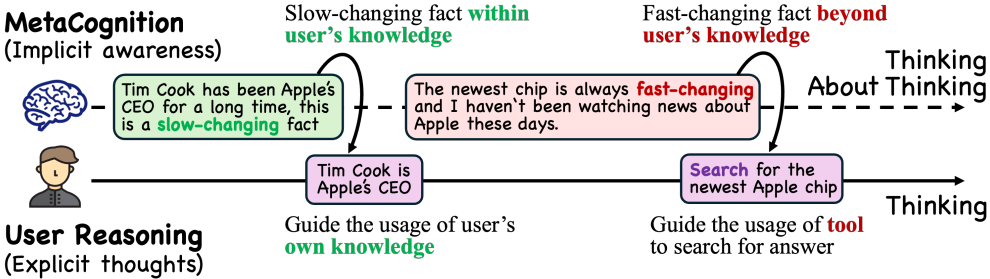 MetaCognition
(Implicit awareness)
Slow-changing fact within
user's knowledge
Fast-changing fact beyond
user's knowledge
Thinking
About Thinking
Tim Cook has been Apple's
CEO for a long time, this
is a slow-changing fact
The newest chip is always fast-changing
and I haven't been watching news about
Apple these days.
Tim Cook is
Apple's CEO
Search for the
newest Apple chip
Thinking
User Reasoning
(Explicit thoughts)
Guide the usage of user's
own knowledge
Guide the usage of tool
to search for answer